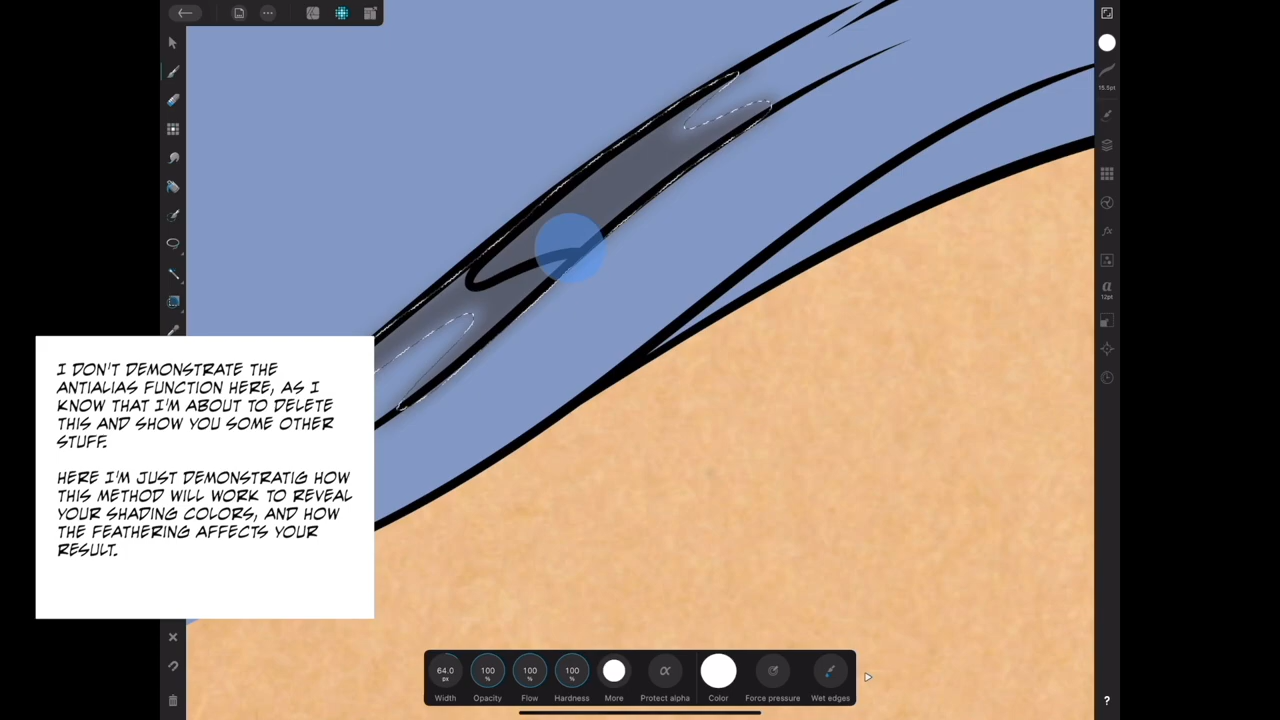 15.5pt
a
12pt
I DON'T DEMONSTRATE THE
ANTIALIAS FUNCTION HERE, AS I
KNOW THAT I'M ABOUT TO DELETE
THIS AND SHOW YOU SOME OTHER
STUFF.
HERE I'M JUST DEMONSTRATIG HOW
THIS METHOD WILL WORK TO REVEAL
YOUR SHADING COLORS, AND HOW
THE FEATHERING AFFECTS YOUR
RESULT.
64.0 px
100 %
100 %
100 %
α
Width
Opacity
Flow
Hardness
More
Protect alpha
Color
Force pressure
Wet edges
?